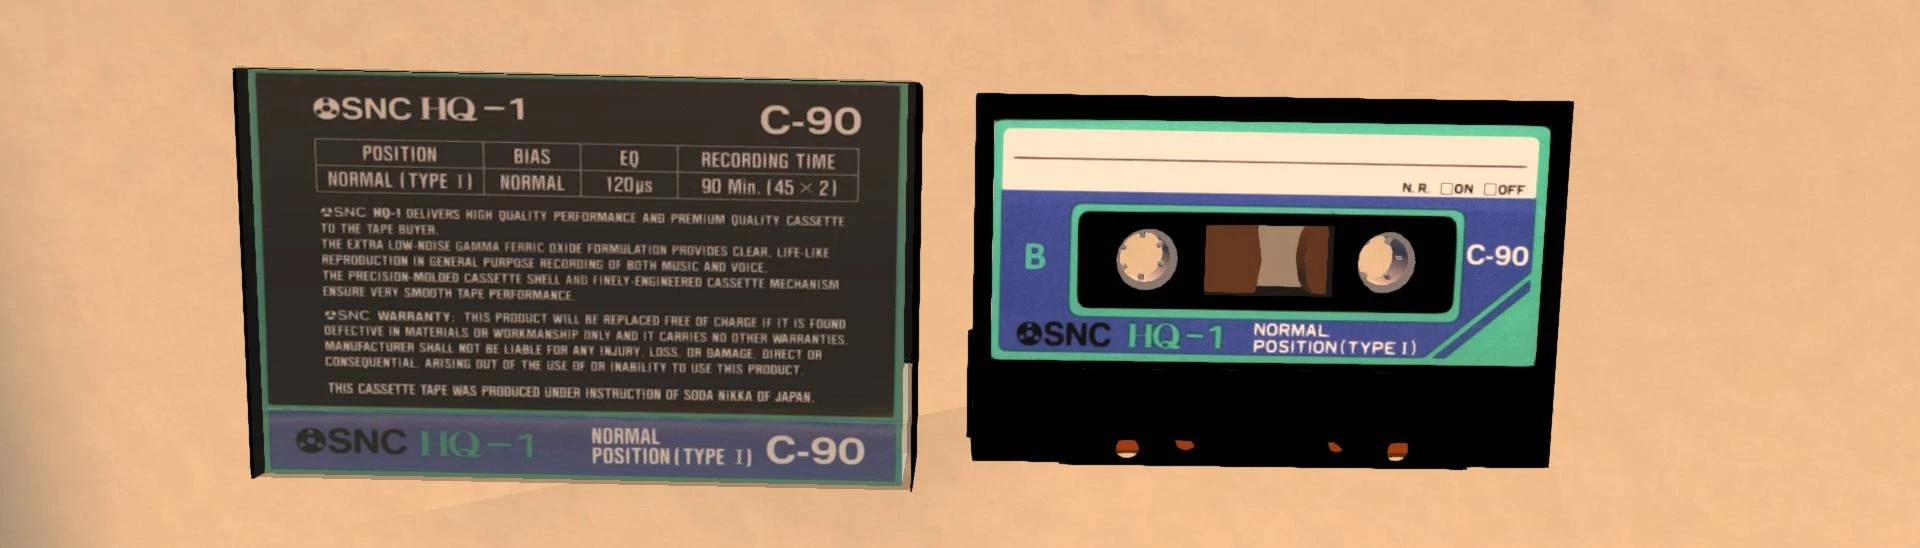 SNC HQ-1
C-90
POSITION BIAS EQ RECORDING TIME
NORMAL (TYPE I) NORMAL 120µs 90 Min. (45 × 2)
SNC HQ-1 DELIVERS HIGH QUALITY PERFORMANCE AND PREMIUM QUALITY CASSETTE
TO THE TAPE BUYER.
THE EXTRA LOW-NOISE GAMMA FERRIC OXIDE FORMULATION PROVIDES CLEAR, LIFE-LIKE
REPRODUCTION IN GENERAL PURPOSE RECORDING OF BOTH MUSIC AND VOICE.
THE PRECISION-MOLDED CASSETTE SHELL AND FINELY-ENGINEERED CASSETTE MECHANISM
ENSURE VERY SMOOTH TAPE PERFORMANCE.
SNC WARRANTY: THIS PRODUCT WILL BE REPLACED FREE OF CHARGE IF IT IS FOUND
DEFECTIVE IN MATERIALS OR WORKMANSHIP ONLY AND IT CARRIES NO OTHER WARRANTIES.
MANUFACTURER SHALL NOT BE LIABLE FOR ANY INJURY, LOSS, OR DAMAGE, DIRECT OR
CONSEQUENTIAL, ARISING OUT OF THE USE OF OR INABILITY TO USE THIS PRODUCT.
THIS CASSETTE TAPE WAS PRODUCED UNDER INSTRUCTION OF SODA NIKKA OF JAPAN.
SNC HQ-1
NORMAL
POSITION (TYPE I)
C-90
N.R. □ON □OFF
B
C-90
SNC HQ-1
NORMAL
POSITION (TYPE I)